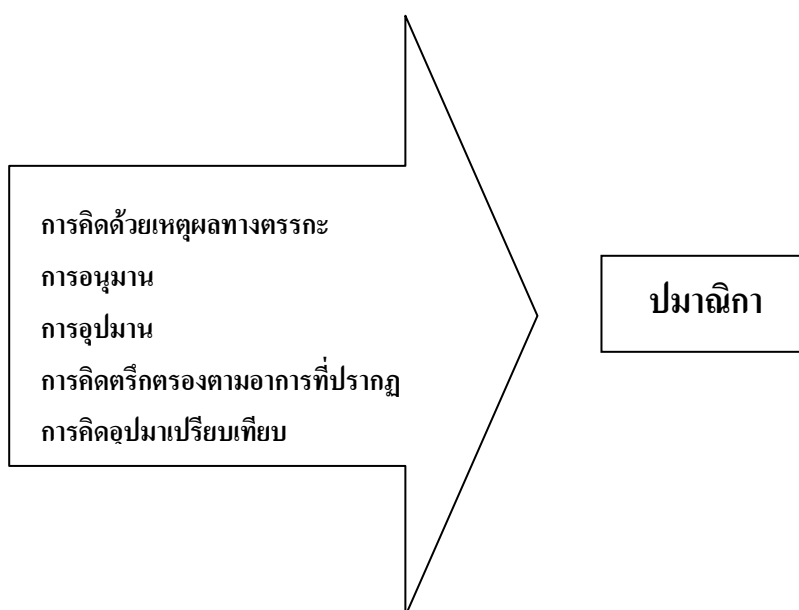 การคิดด้วยเหตุผลทางตรรกะ
การอนุมาน
การอุปมาน
การคิดตรึกตรองตามอาการที่ปรากฏ
การคิดอุปมาเปรียบเทียบ
ปมาณิกา